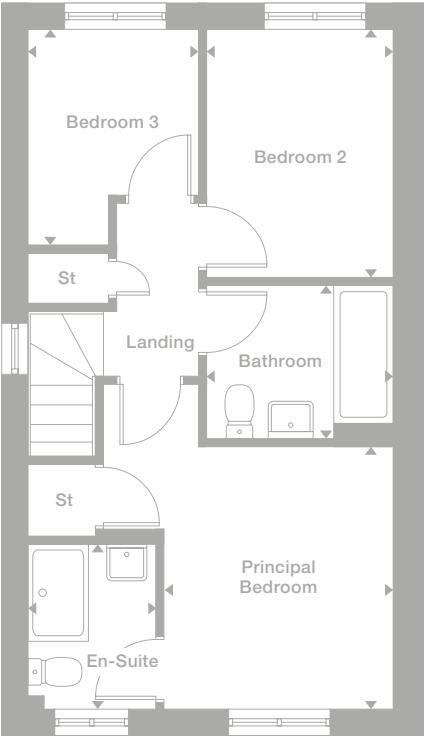 Bedroom 3
Bedroom 2
St
Landing
Bathroom
St
Principal
Bedroom
En-Suite